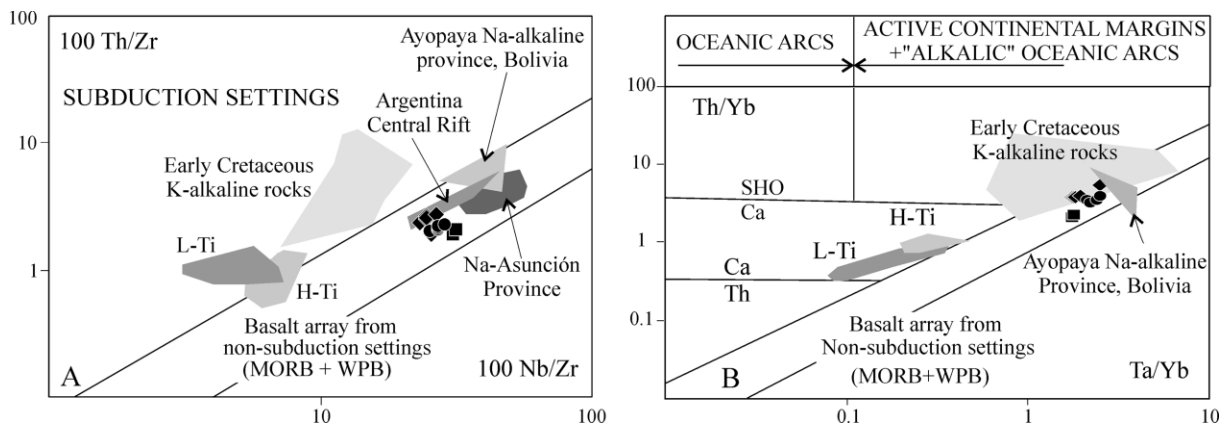 100
100 Th/Zr
SUBDUCTION SETTINGS
Ayopaya Na-alkaline
province, Bolivia
Argentina
Central Rift
10
Early Cretaceous
K-alkaline rocks
L-Ti
1
H-Ti
Na-Asunción
Province
Basalt array from
non-subduction settings
(MORB + WPB)
A
100 Nb/Zr
10
100
OCEANIC ARCS
ACTIVE CONTINENTAL MARGINS
+"ALKALIC" OCEANIC ARCS
100
Th/Yb
Early Cretaceous
K-alkaline rocks
10
SHO
Ca
H-Ti
L-Ti
1
Ca
Th
Ayopaya Na-alkaline
Province, Bolivia
0.1
Basalt array from
Non-subduction settings
(MORB+WPB)
B
Ta/Yb
0.1
1
10